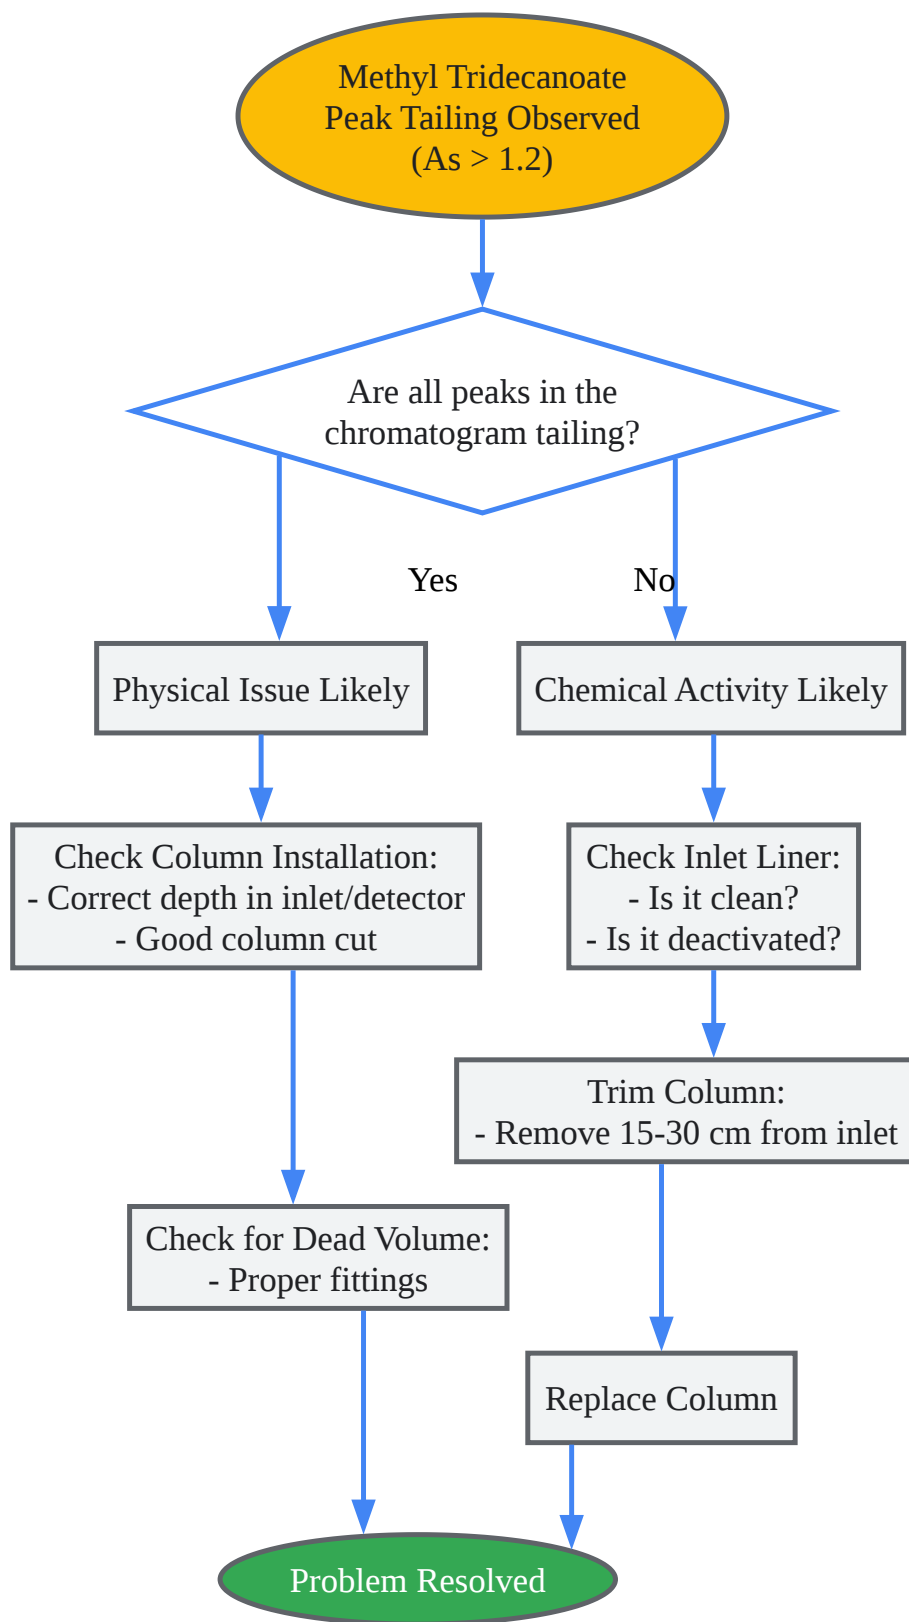 Methyl Tridecanoate
Peak Tailing Observed
(As > 1.2)
Are all peaks in the
chromatogram tailing?
Yes
No
Physical Issue Likely
Chemical Activity Likely
Check Column Installation:
- Correct depth in inlet/detector
- Good column cut
Check Inlet Liner:
- Is it clean?
- Is it deactivated?
Trim Column:
- Remove 15-30 cm from inlet
Check for Dead Volume:
- Proper fittings
Replace Column
Problem Resolved